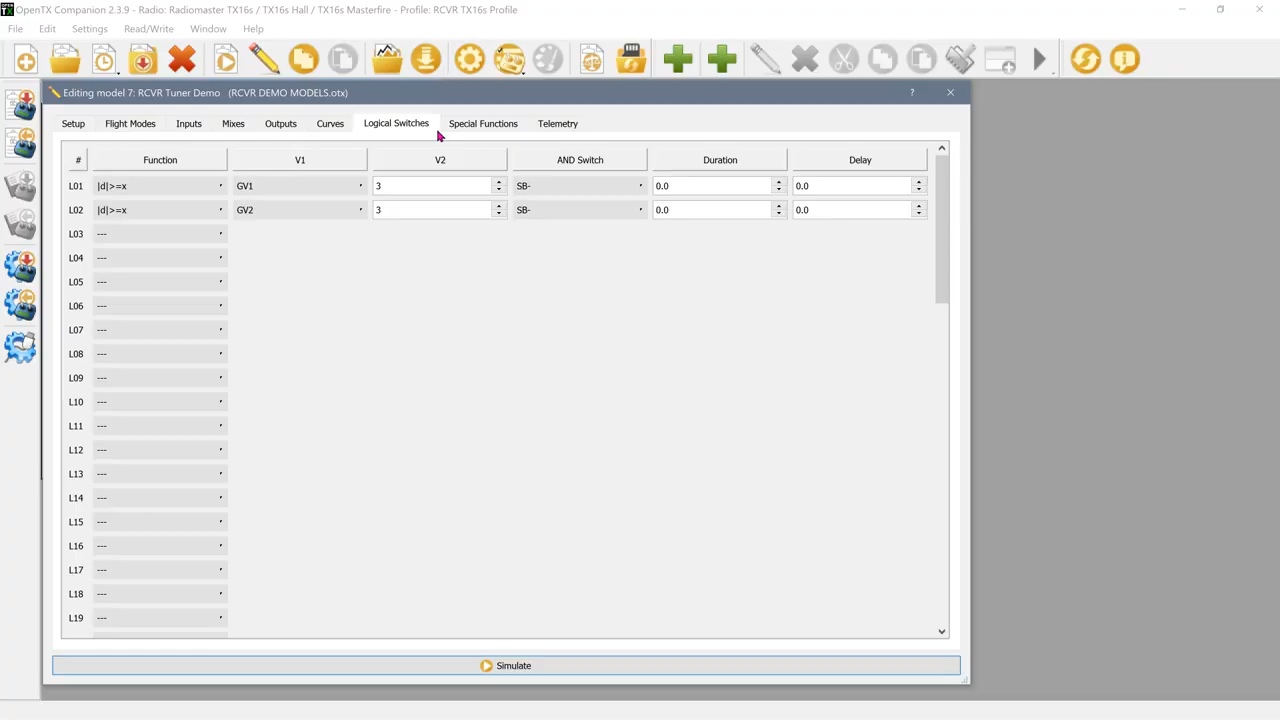 OPEN TX OpenTX Companion 2.3.9 - Radio: Radiomaster TX16s / TX16s Hall / TX16s Masterfire - Profile: RCVR TX16s Profile
File Edit Settings Read/Write Window Help
Editing model 7: RCVR Tuner Demo (RCVR DEMO MODELS.otx) ?
Setup Flight Modes Inputs Mixes Outputs Curves Logical Switches Special Functions Telemetry
# Function V1 V2 AND Switch Duration Delay
L01 |d|>=x GV1 3 SB- 0.0 0.0
L02 |d|>=x GV2 3 SB- 0.0 0.0
L03 ---
L04 ---
L05 ---
L06 ---
L07 ---
L08 ---
L09 ---
L10 ---
L11 ---
L12 ---
L13 ---
L14 ---
L15 ---
L16 ---
L17 ---
L18 ---
L19 ---
Simulate